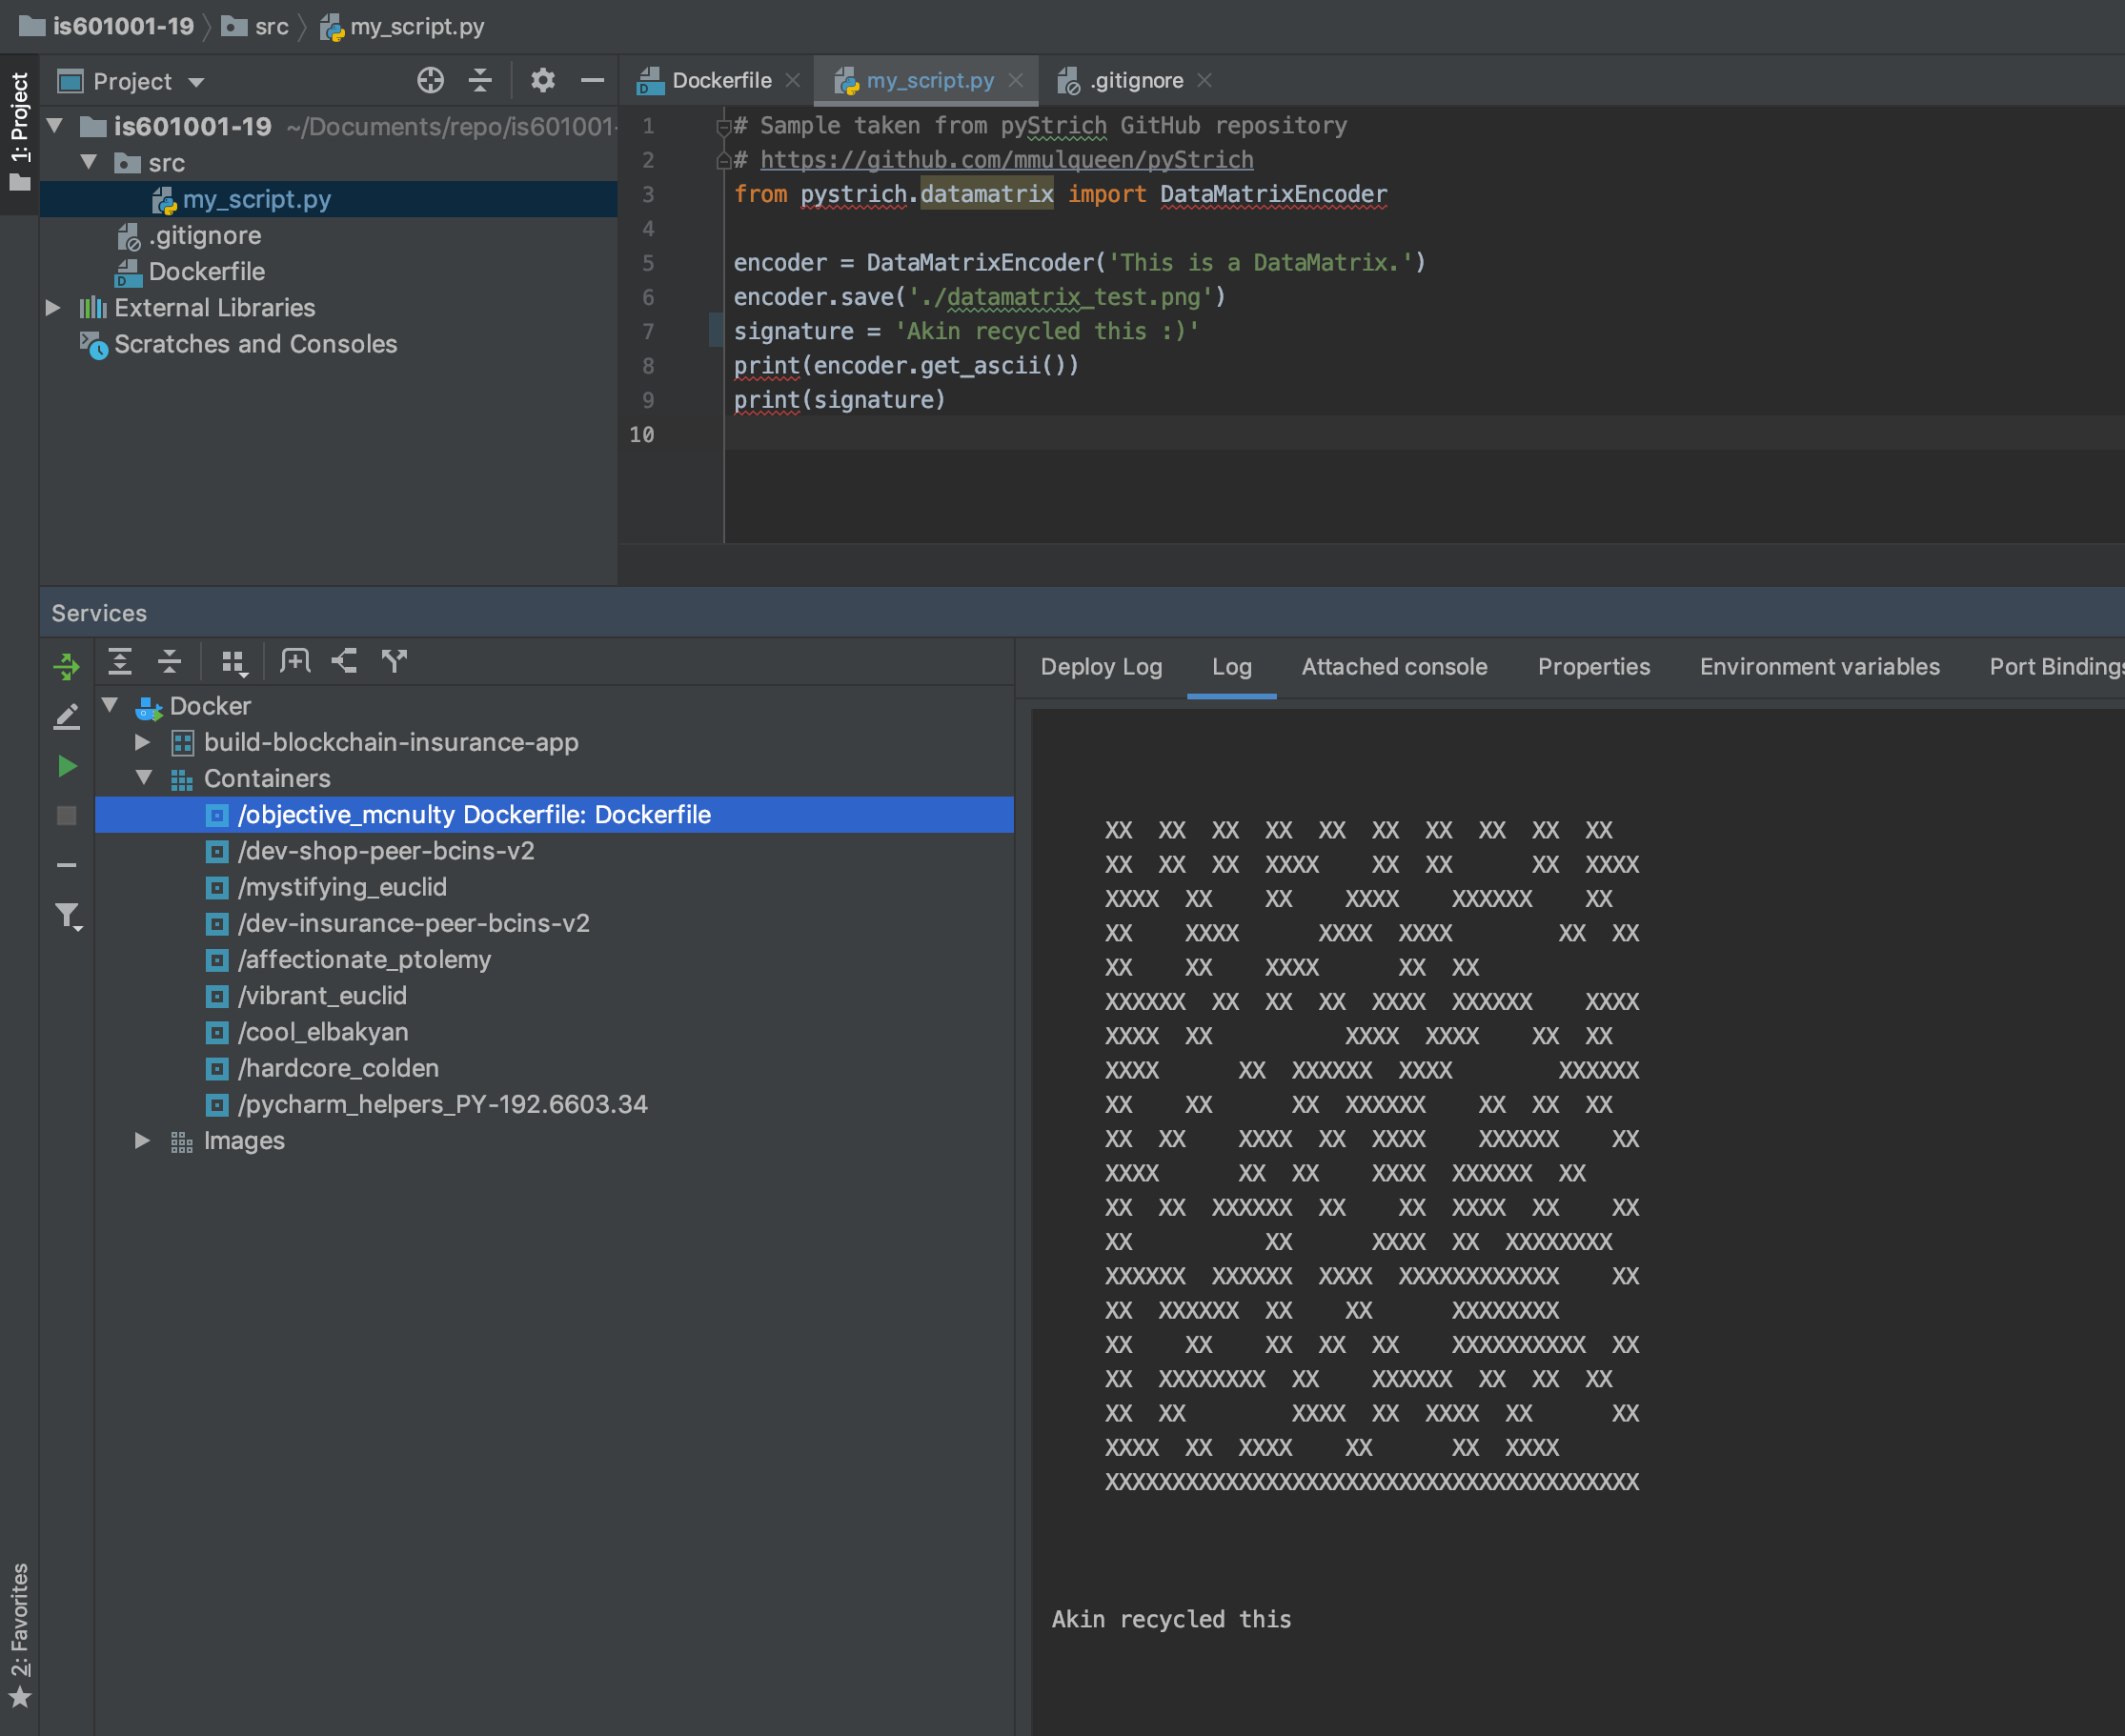 is601001-19 src my_script.py
1: Project
Project
is601001-19 ~/Documents/repo/is601001-
src
my_script.py
.gitignore
Dockerfile
External Libraries
Scratches and Consoles
Dockerfile my_script.py .gitignore
1 # Sample taken from pyStrich GitHub repository
2 # https://github.com/mmulqueen/pyStrich
3 from pystrich.datamatrix import DataMatrixEncoder
4
5 encoder = DataMatrixEncoder('This is a DataMatrix.')
6 encoder.save('./datamatrix_test.png')
7 signature = 'Akin recycled this :)'
8 print(encoder.get_ascii())
9 print(signature)
10
Services
Docker
build-blockchain-insurance-app
Containers
/objective_mcnulty Dockerfile: Dockerfile
/dev-shop-peer-bcins-v2
/mystifying_euclid
/dev-insurance-peer-bcins-v2
/affectionate_ptolemy
/vibrant_euclid
/cool_elbakyan
/hardcore_colden
/pycharm_helpers_PY-192.6603.34
Images
Deploy Log Log Attached console Properties Environment variables Port Bindings
XX  XX  XX  XX  XX  XX  XX  XX  XX  XX
XX  XX  XX  XXXX    XX  XX      XX  XXXX
XXXX  XX    XX    XXXX    XXXXXX    XX
XX    XXXX      XXXX  XXXX        XX  XX
XX    XX    XXXX      XX  XX
XXXXXX  XX  XX  XX  XXXX  XXXXXX    XXXX
XXXX  XX          XXXX  XXXX    XX  XX
XXXX      XX  XXXXXX  XXXX        XXXXXX
XX    XX      XX  XXXXXX    XX  XX  XX
XX  XX    XXXX  XX  XXXX    XXXXXX    XX
XXXX      XX  XX    XXXX  XXXXXX  XX
XX  XX  XXXXXX  XX    XX  XXXX  XX    XX
XX          XX      XXXX  XX  XXXXXXXX
XXXXXX  XXXXXX  XXXX  XXXXXXXXXXXX    XX
XX  XXXXXX  XX    XX      XXXXXXXX
XX    XX    XX  XX  XX    XXXXXXXXXX  XX
XX  XXXXXXXX  XX    XXXXXX  XX  XX  XX
XX  XX        XXXX  XX  XXXX  XX      XX
XXXX  XX  XXXX    XX      XX  XXXX
XXXXXXXXXXXXXXXXXXXXXXXXXXXXXXXXXXXXXXXX
Akin recycled this
2: Favorites